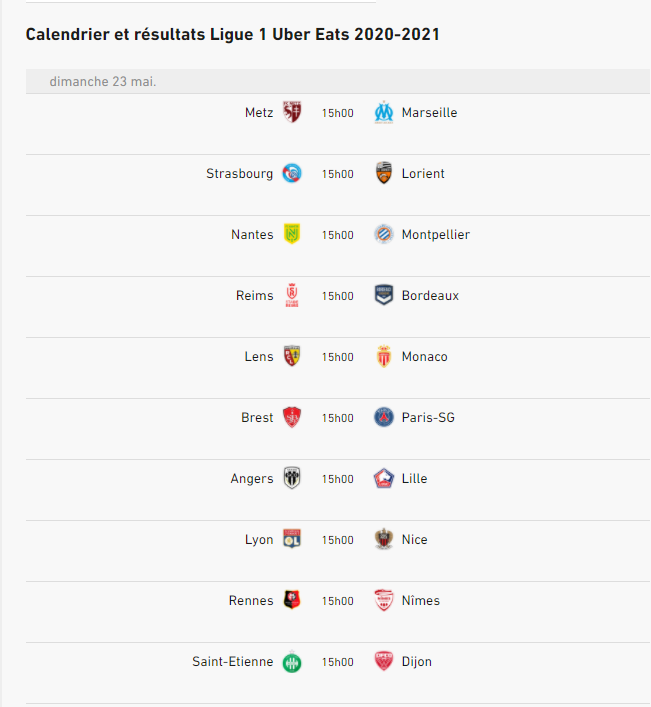 Calendrier et résultats Ligue 1 Uber Eats 2020-2021
dimanche 23 mai.
Metz 15h00 Marseille
Strasbourg 15h00 Lorient
Nantes 15h00 Montpellier
Reims 15h00 Bordeaux
Lens 15h00 Monaco
Brest 15h00 Paris-SG
Angers 15h00 Lille
Lyon 15h00 Nice
Rennes 15h00 Nîmes
Saint-Etienne 15h00 Dijon